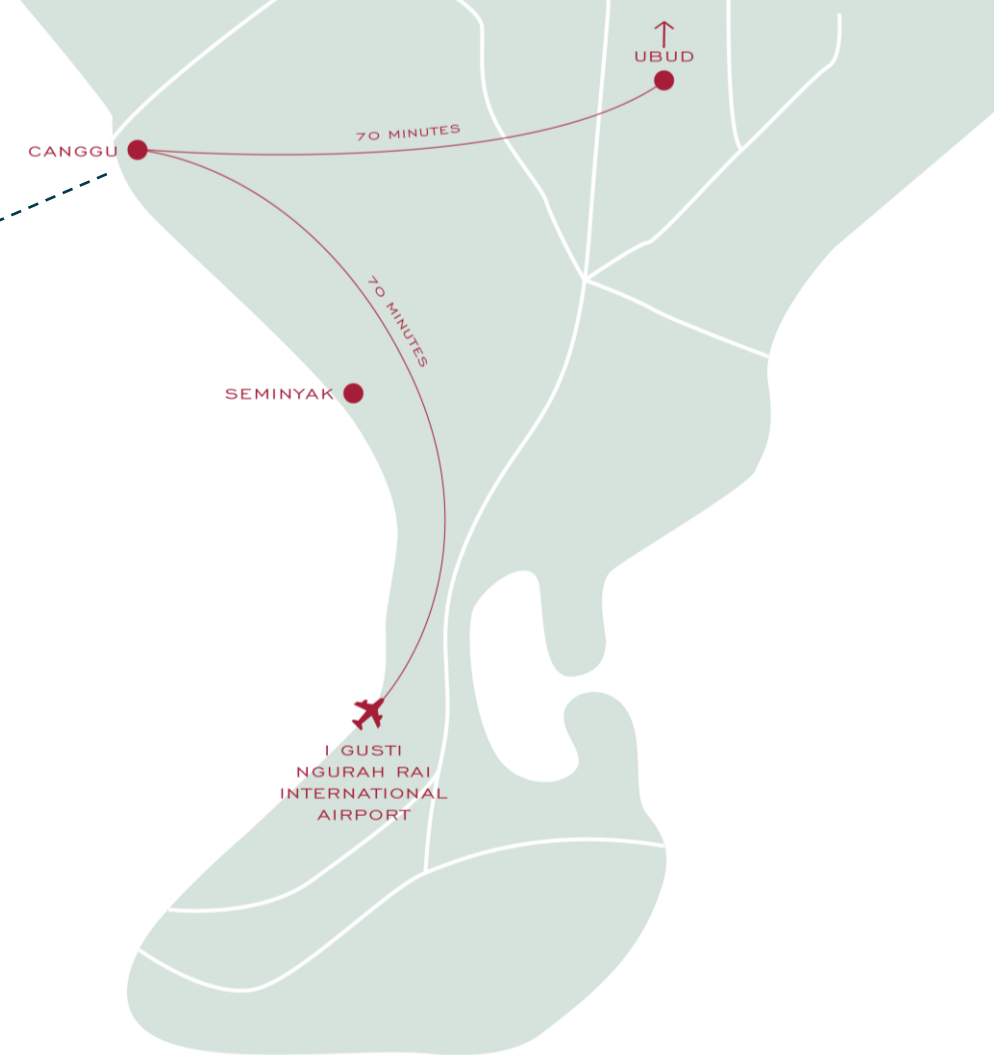 UBUD
70 MINUTES
CANGGU
70 MINUTES
SEMINYAK
I GUSTI
NGURAH RAI
INTERNATIONAL
AIRPORT